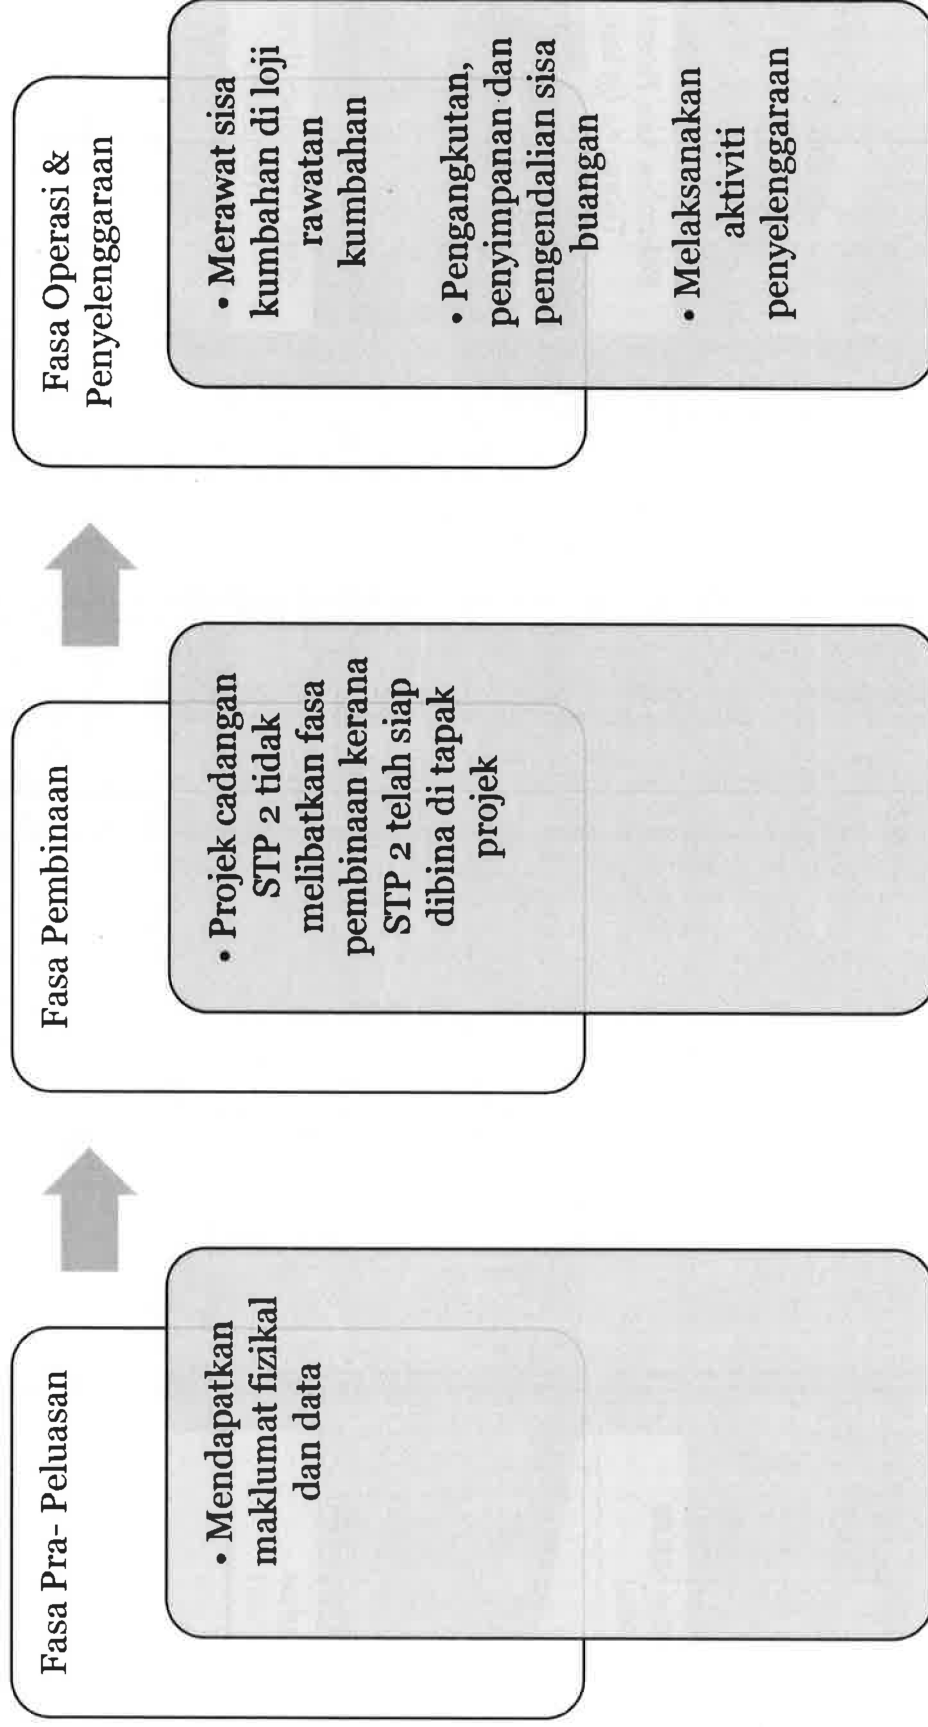 Fasa Pra- Peluasan
• Mendapatkan
maklumat fizikal
dan data
Fasa Pembinaan
• Projek cadangan
STP 2 tidak
melibatkan fasa
pembinaan kerana
STP 2 telah siap
dibina di tapak
projek
Fasa Operasi &
Penyelenggaraan
• Merawat sisa
kumbahan di loji
rawatan
kumbahan
• Pengangkutan,
penyimpanan dan
pengendalian sisa
buangan
• Melaksanakan
aktiviti
penyelenggaraan